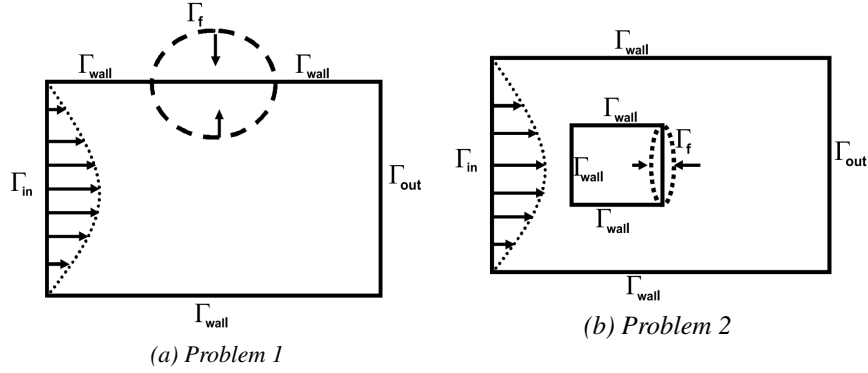 Γf
Γwall
Γwall
Γin
Γout
Γwall
(a) Problem 1
Γwall
Γwall
Γf
Γin
Γwall
Γout
Γwall
Γwall
(b) Problem 2